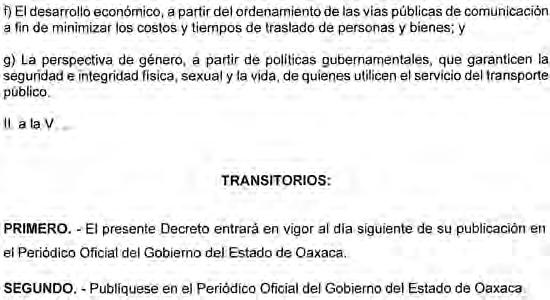 f) El desarrollo económico, a partir del ordenamiento de las vías públicas de comunicación
a fin de minimizar los costos y tiempos de traslado de personas y bienes; y
g) La perspectiva de género, a partir de políticas gubernamentales, que garanticen la
seguridad e integridad física, sexual y la vida, de quienes utilicen el servicio del transporte
público.
II. a la V. ...
TRANSITORIOS:
PRIMERO. - El presente Decreto entrará en vigor al día siguiente de su publicación en
el Periódico Oficial del Gobierno del Estado de Oaxaca.
SEGUNDO. - Publíquese en el Periódico Oficial del Gobierno del Estado de Oaxaca.